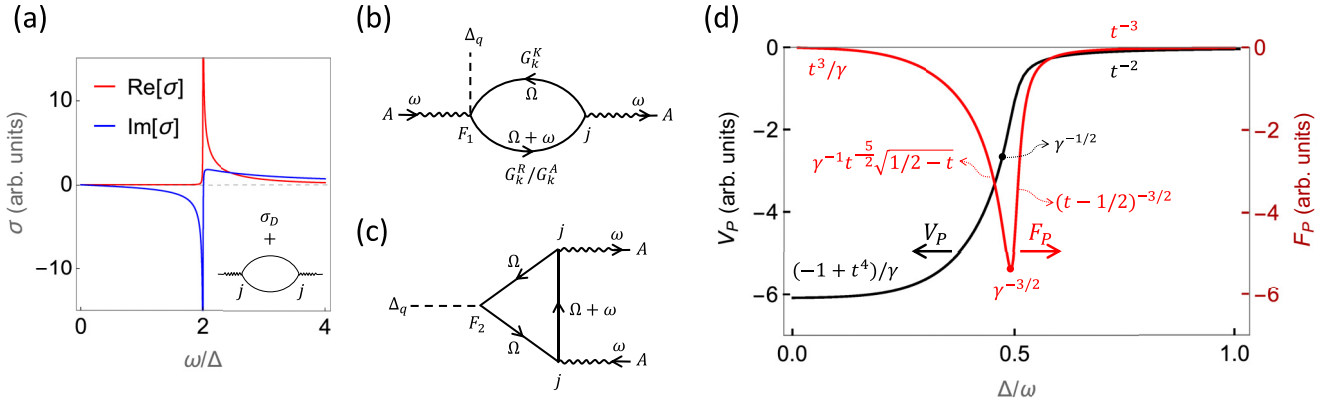 (a)
σ (arb. units)
10
0
−10
Re[σ]
Im[σ]
σ_D
+
j
j
0
2
4
ω/Δ
(b)
Δ_q
G_k^K
Ω
A
ω
F_1
Ω + ω
j
ω
A
G_k^R/G_k^A
(c)
j
ω
A
Ω
Δ_q
F_2
Ω + ω
Ω
j
ω
A
(d)
V_P (arb. units)
0
−2
−4
−6
t^3/γ
t^{-3}
t^{-2}
γ^{-1/2}
γ^{-1}t^{-5/2}√(1/2 − t)
(t − 1/2)^{-3/2}
V_P
F_P
(−1 + t^4)/γ
γ^{-3/2}
0.0
0.5
1.0
Δ/ω
0
−2
−4
−6
F_P (arb. units)